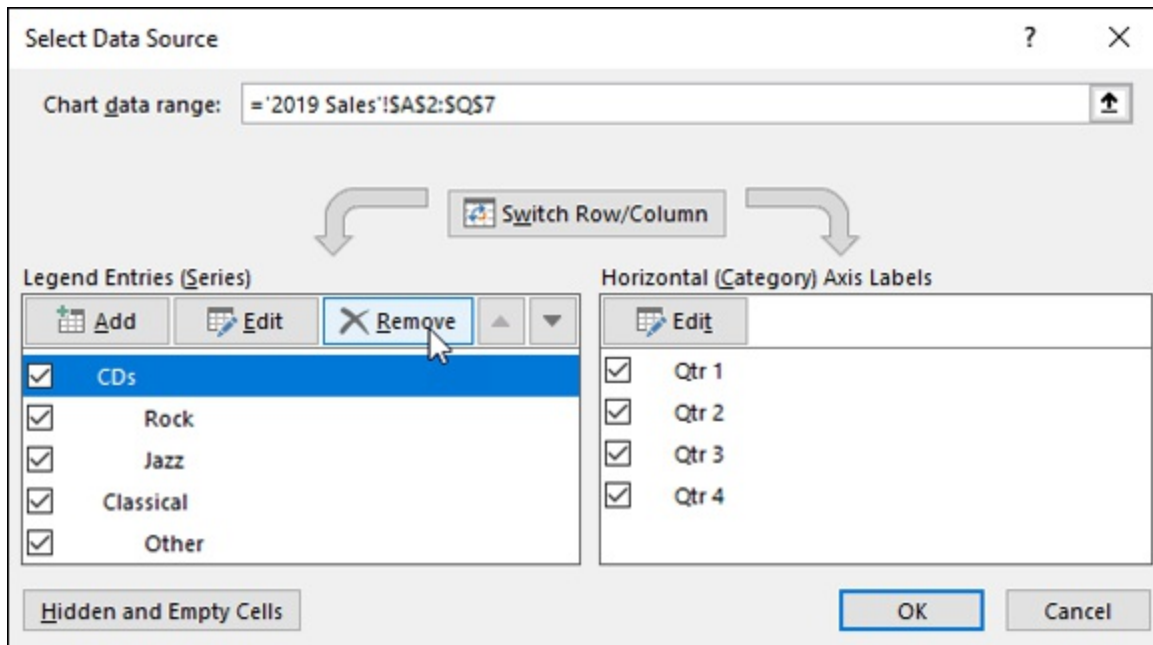 Select Data Source ?
Chart data range: ='2019 Sales'!$A$2:$Q$7
Switch Row/Column
Legend Entries (Series)
Add Edit Remove
CDs
Rock
Jazz
Classical
Other
Horizontal (Category) Axis Labels
Edit
Qtr 1
Qtr 2
Qtr 3
Qtr 4
Hidden and Empty Cells
OK Cancel